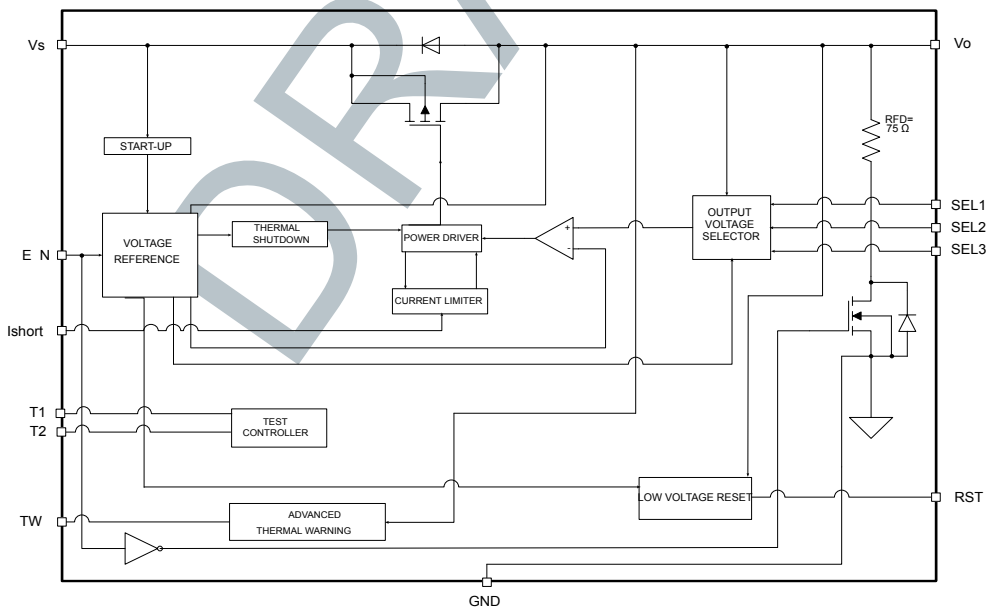 DRA
Vs
Vo
RFD=
75 Ω
START-UP
SEL1
THERMAL
SHUTDOWN
OUTPUT
VOLTAGE
SELECTOR
VOLTAGE
REFERENCE
POWER DRIVER
+
-
SEL2
E N
SEL3
CURRENT LIMITER
Ishort
T1
T2
TEST
CONTROLLER
LOW VOLTAGE RESET
RST
TW
ADVANCED
THERMAL WARNING
GND